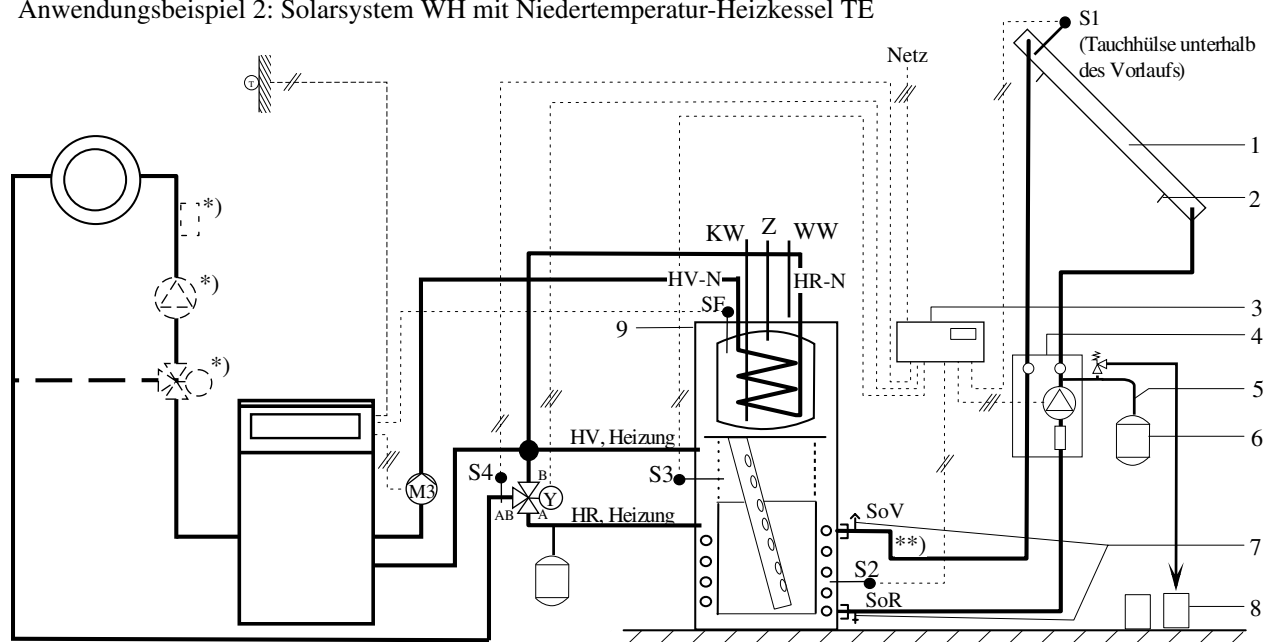 Anwendungsbeispiel 2: Solarsystem WH mit Niedertemperatur-Heizkessel TE
S1
(Tauchhülse unterhalb
des Vorlaufs)
Netz
T
1
2
*)
KW Z WW
HV-N
HR-N
*)
SF
3
9
4
*)
5
HV, Heizung
6
S4
B
S3
M3
Y
AB
A
HR, Heizung
SoV
**)
7
S2
SoR
8